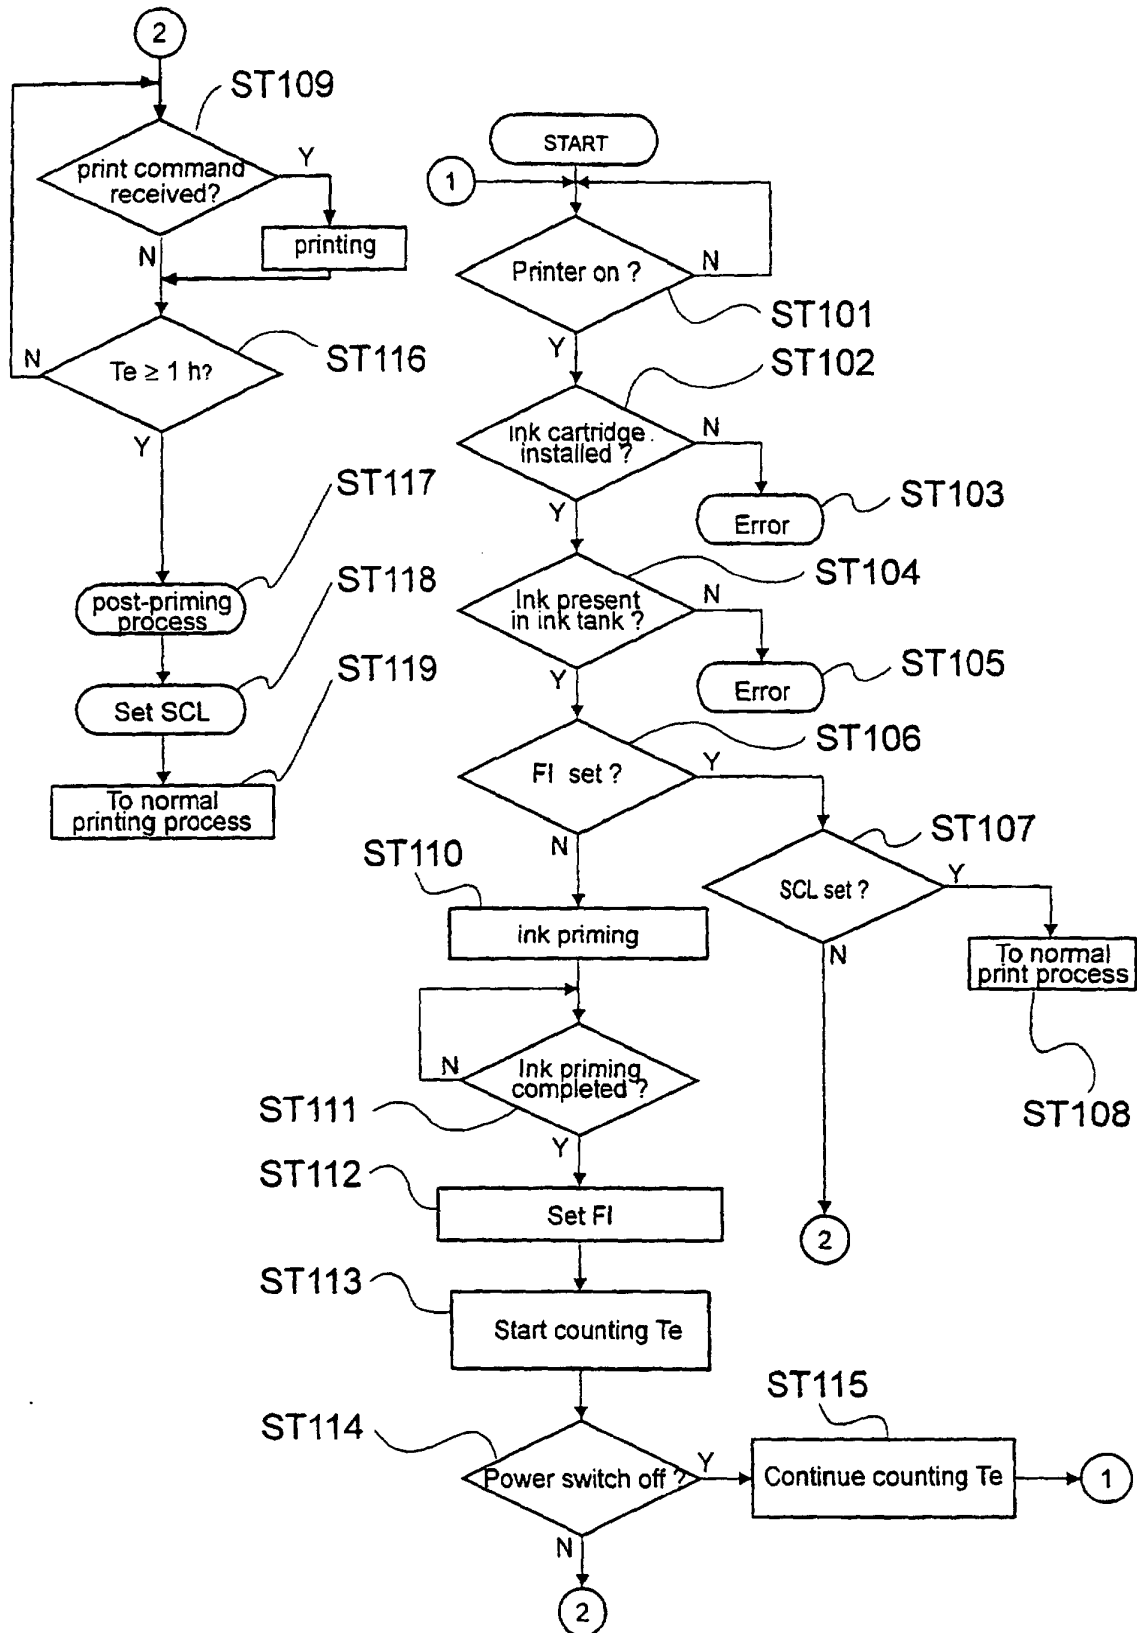 2
ST109
print command
received?
Y
printing
N
Te ≥ 1 h?
N
ST116
Y
ST117
post-priming
process
ST118
Set SCL
ST119
To normal
printing process
START
1
Printer on ?
N
ST101
Y
ST102
Ink cartridge
installed ?
N
ST103
Error
Y
ST104
Ink present
in ink tank ?
N
ST105
Error
Y
ST106
FI set ?
Y
N
ST107
SCL set ?
Y
N
To normal
print process
ST108
2
ST110
ink priming
N
Ink priming
completed ?
ST111
Y
ST112
Set FI
ST113
Start counting Te
ST114
Power switch off ?
Y
ST115
Continue counting Te
1
N
2